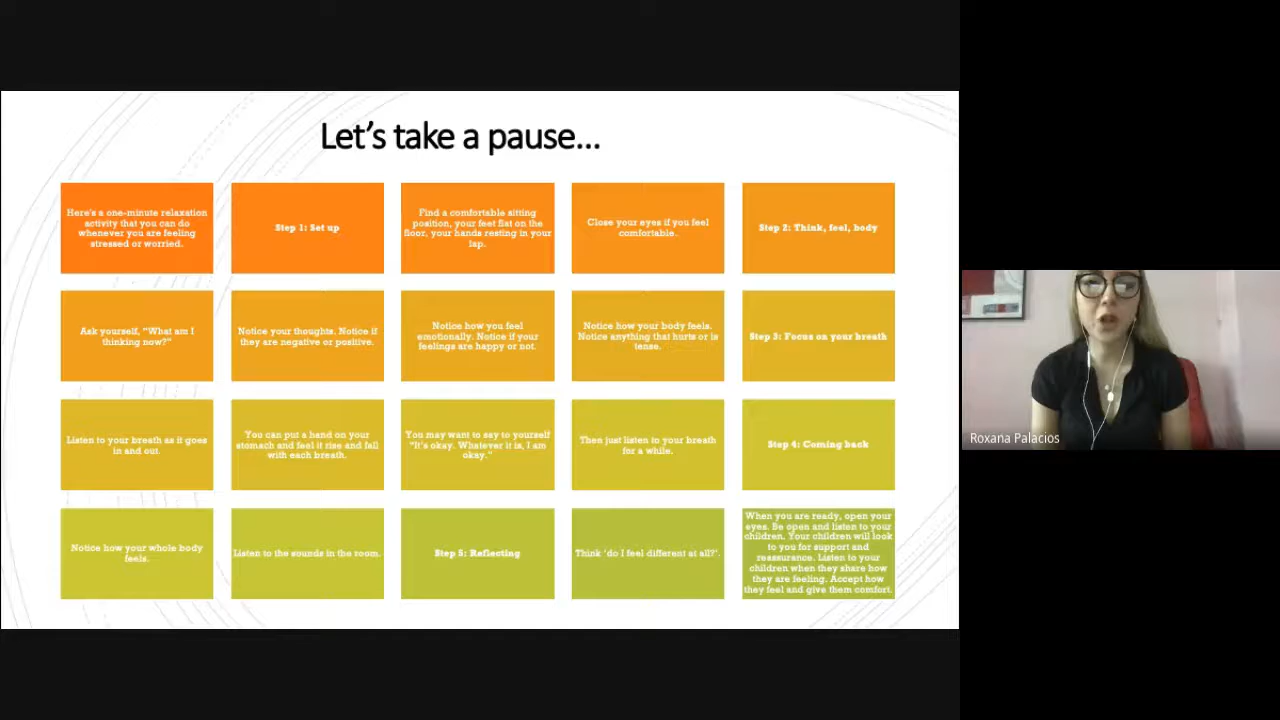 Let's take a pause...
Here's a one-minute relaxation
activity that you can do
whenever you are feeling
stressed or worried.
Step 1: Set up
Find a comfortable sitting
position, your feet flat on the
floor, your hands resting in your
lap.
Close your eyes if you feel
comfortable.
Step 2: Think, feel, body
Ask yourself, "What am I
thinking now?"
Notice your thoughts. Notice if
they are negative or positive.
Notice how you feel
emotionally. Notice if your
feelings are happy or not.
Notice how your body feels.
Notice anything that hurts or is
tense.
Step 3: Focus on your breath
Listen to your breath as it goes
in and out.
You can put a hand on your
stomach and feel it rise and fall
with each breath.
You may want to say to yourself
"It's okay. Whatever it is, I am
okay."
Then just listen to your breath
for a while.
Step 4: Coming back
Notice how your whole body
feels.
Listen to the sounds in the room.
Step 5: Reflecting
Think 'do I feel different at all?'.
When you are ready, open your
eyes. Be open and listen to your
children. Your children will look
to you for support and
reassurance. Listen to your
children when they share how
they are feeling. Accept how
they feel and give them comfort.
Roxana Palacios